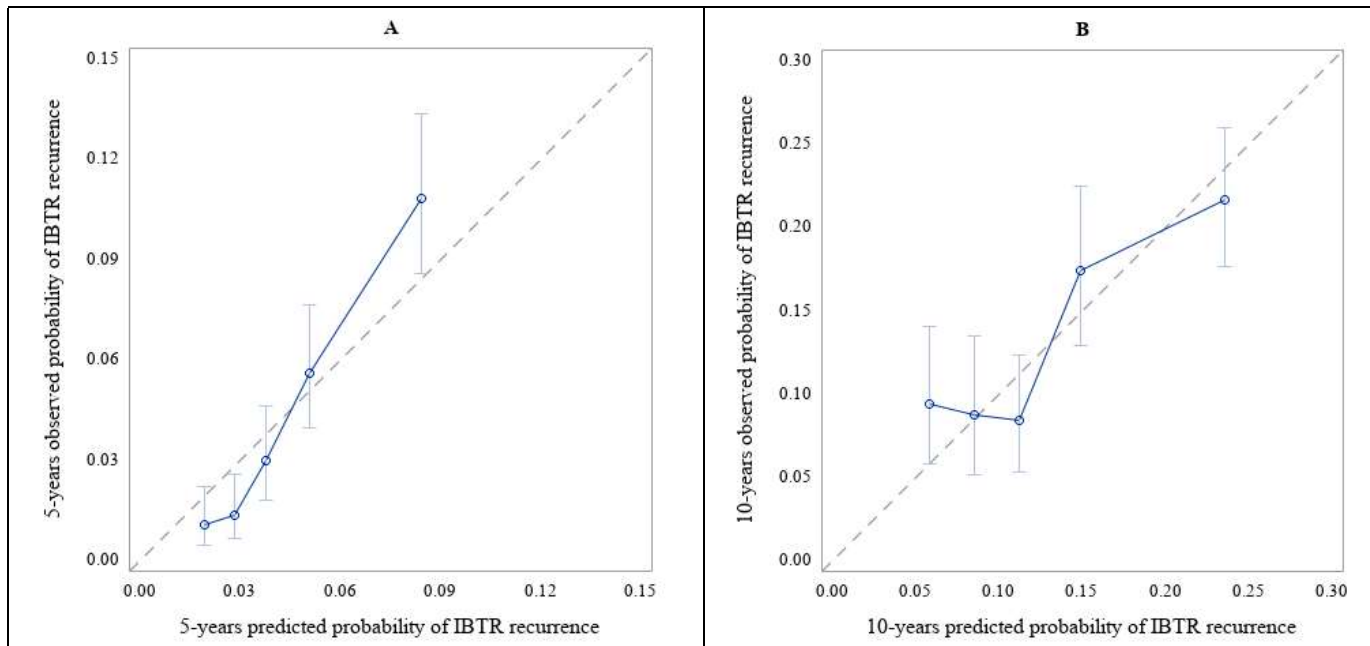 A
5-years observed probability of IBTR recurrence
0.15
0.12
0.09
0.06
0.03
0.00
0.00 0.03 0.06 0.09 0.12 0.15
5-years predicted probability of IBTR recurrence
B
10-years observed probability of IBTR recurrence
0.30
0.25
0.20
0.15
0.10
0.05
0.00
0.00 0.05 0.10 0.15 0.20 0.25 0.30
10-years predicted probability of IBTR recurrence